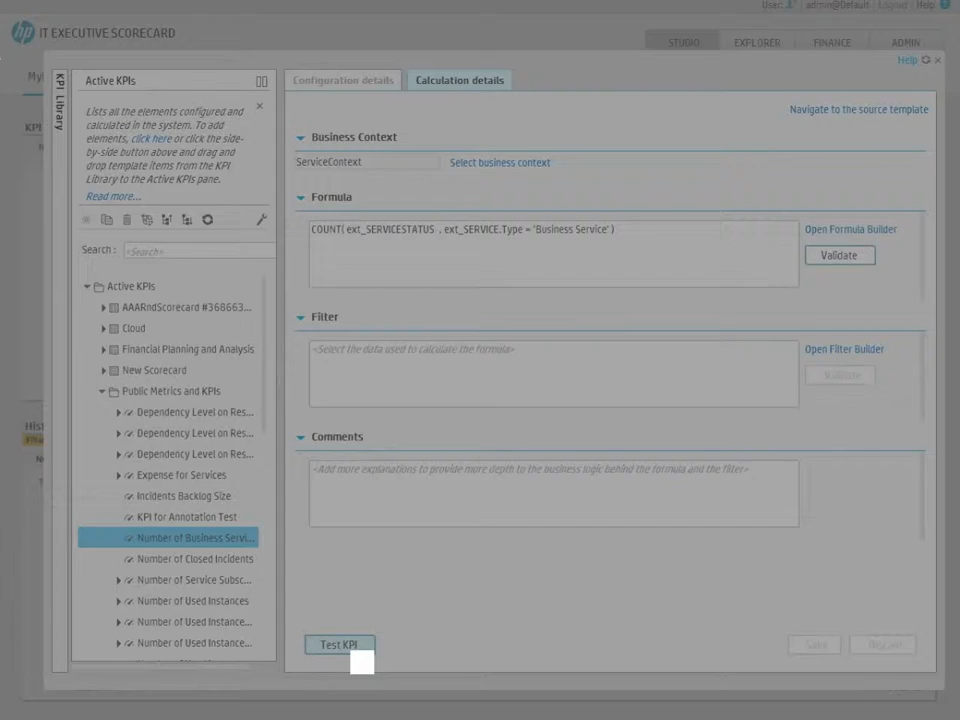 User: admin@Default Logout Help ?
hp IT EXECUTIVE SCORECARD
STUDIO EXPLORER FINANCE ADMIN
Help
KPI Library
Active KPIs
Configuration details
Calculation details
Lists all the elements configured and
calculated in the system. To add
elements, click here or click the side-
by-side button above and drag and
drop template items from the KPI
Library to the Active KPIs pane.
Read more...
Search : <Search>
Active KPIs
AAARndScorecard #368663...
Cloud
Financial Planning and Analysis
New Scorecard
Public Metrics and KPIs
Dependency Level on Res...
Dependency Level on Res...
Dependency Level on Res...
Expense for Services
Incidents Backlog Size
KPI for Annotation Test
Number of Business Servi...
Number of Closed Incidents
Number of Service Subsc...
Number of Used Instances
Number of Used Instance...
Number of Used Instance...
Navigate to the source template
Business Context
ServiceContext Select business context
Formula
COUNT( ext_SERVICESTATUS . ext_SERVICE.Type = 'Business Service' )
Open Formula Builder
Validate
Filter
<Select the data used to calculate the formula>
Open Filter Builder
Validate
Comments
<Add more explanations to provide more depth to the business logic behind the formula and the filter>
Test KPI
Save
Discard
KPI